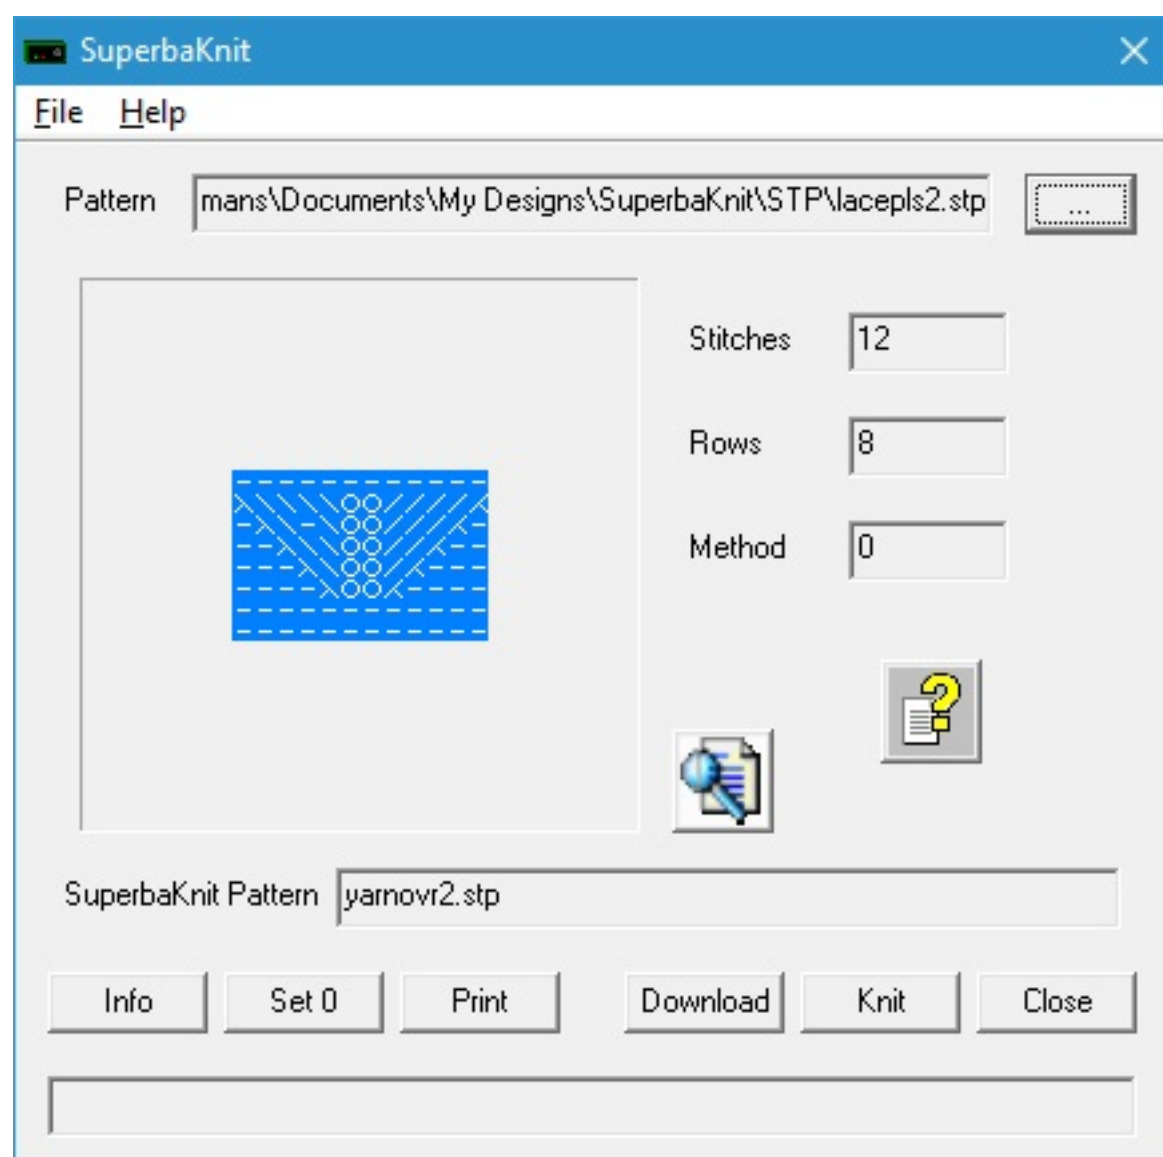 SuperbaKnit
File Help
Pattern mans\Documents\My Designs\SuperbaKnit\STP\lacepls2.stp ...
Stitches 12
Rows 8
Method 0
SuperbaKnit Pattern yarnovr2.stp
Info Set 0 Print Download Knit Close